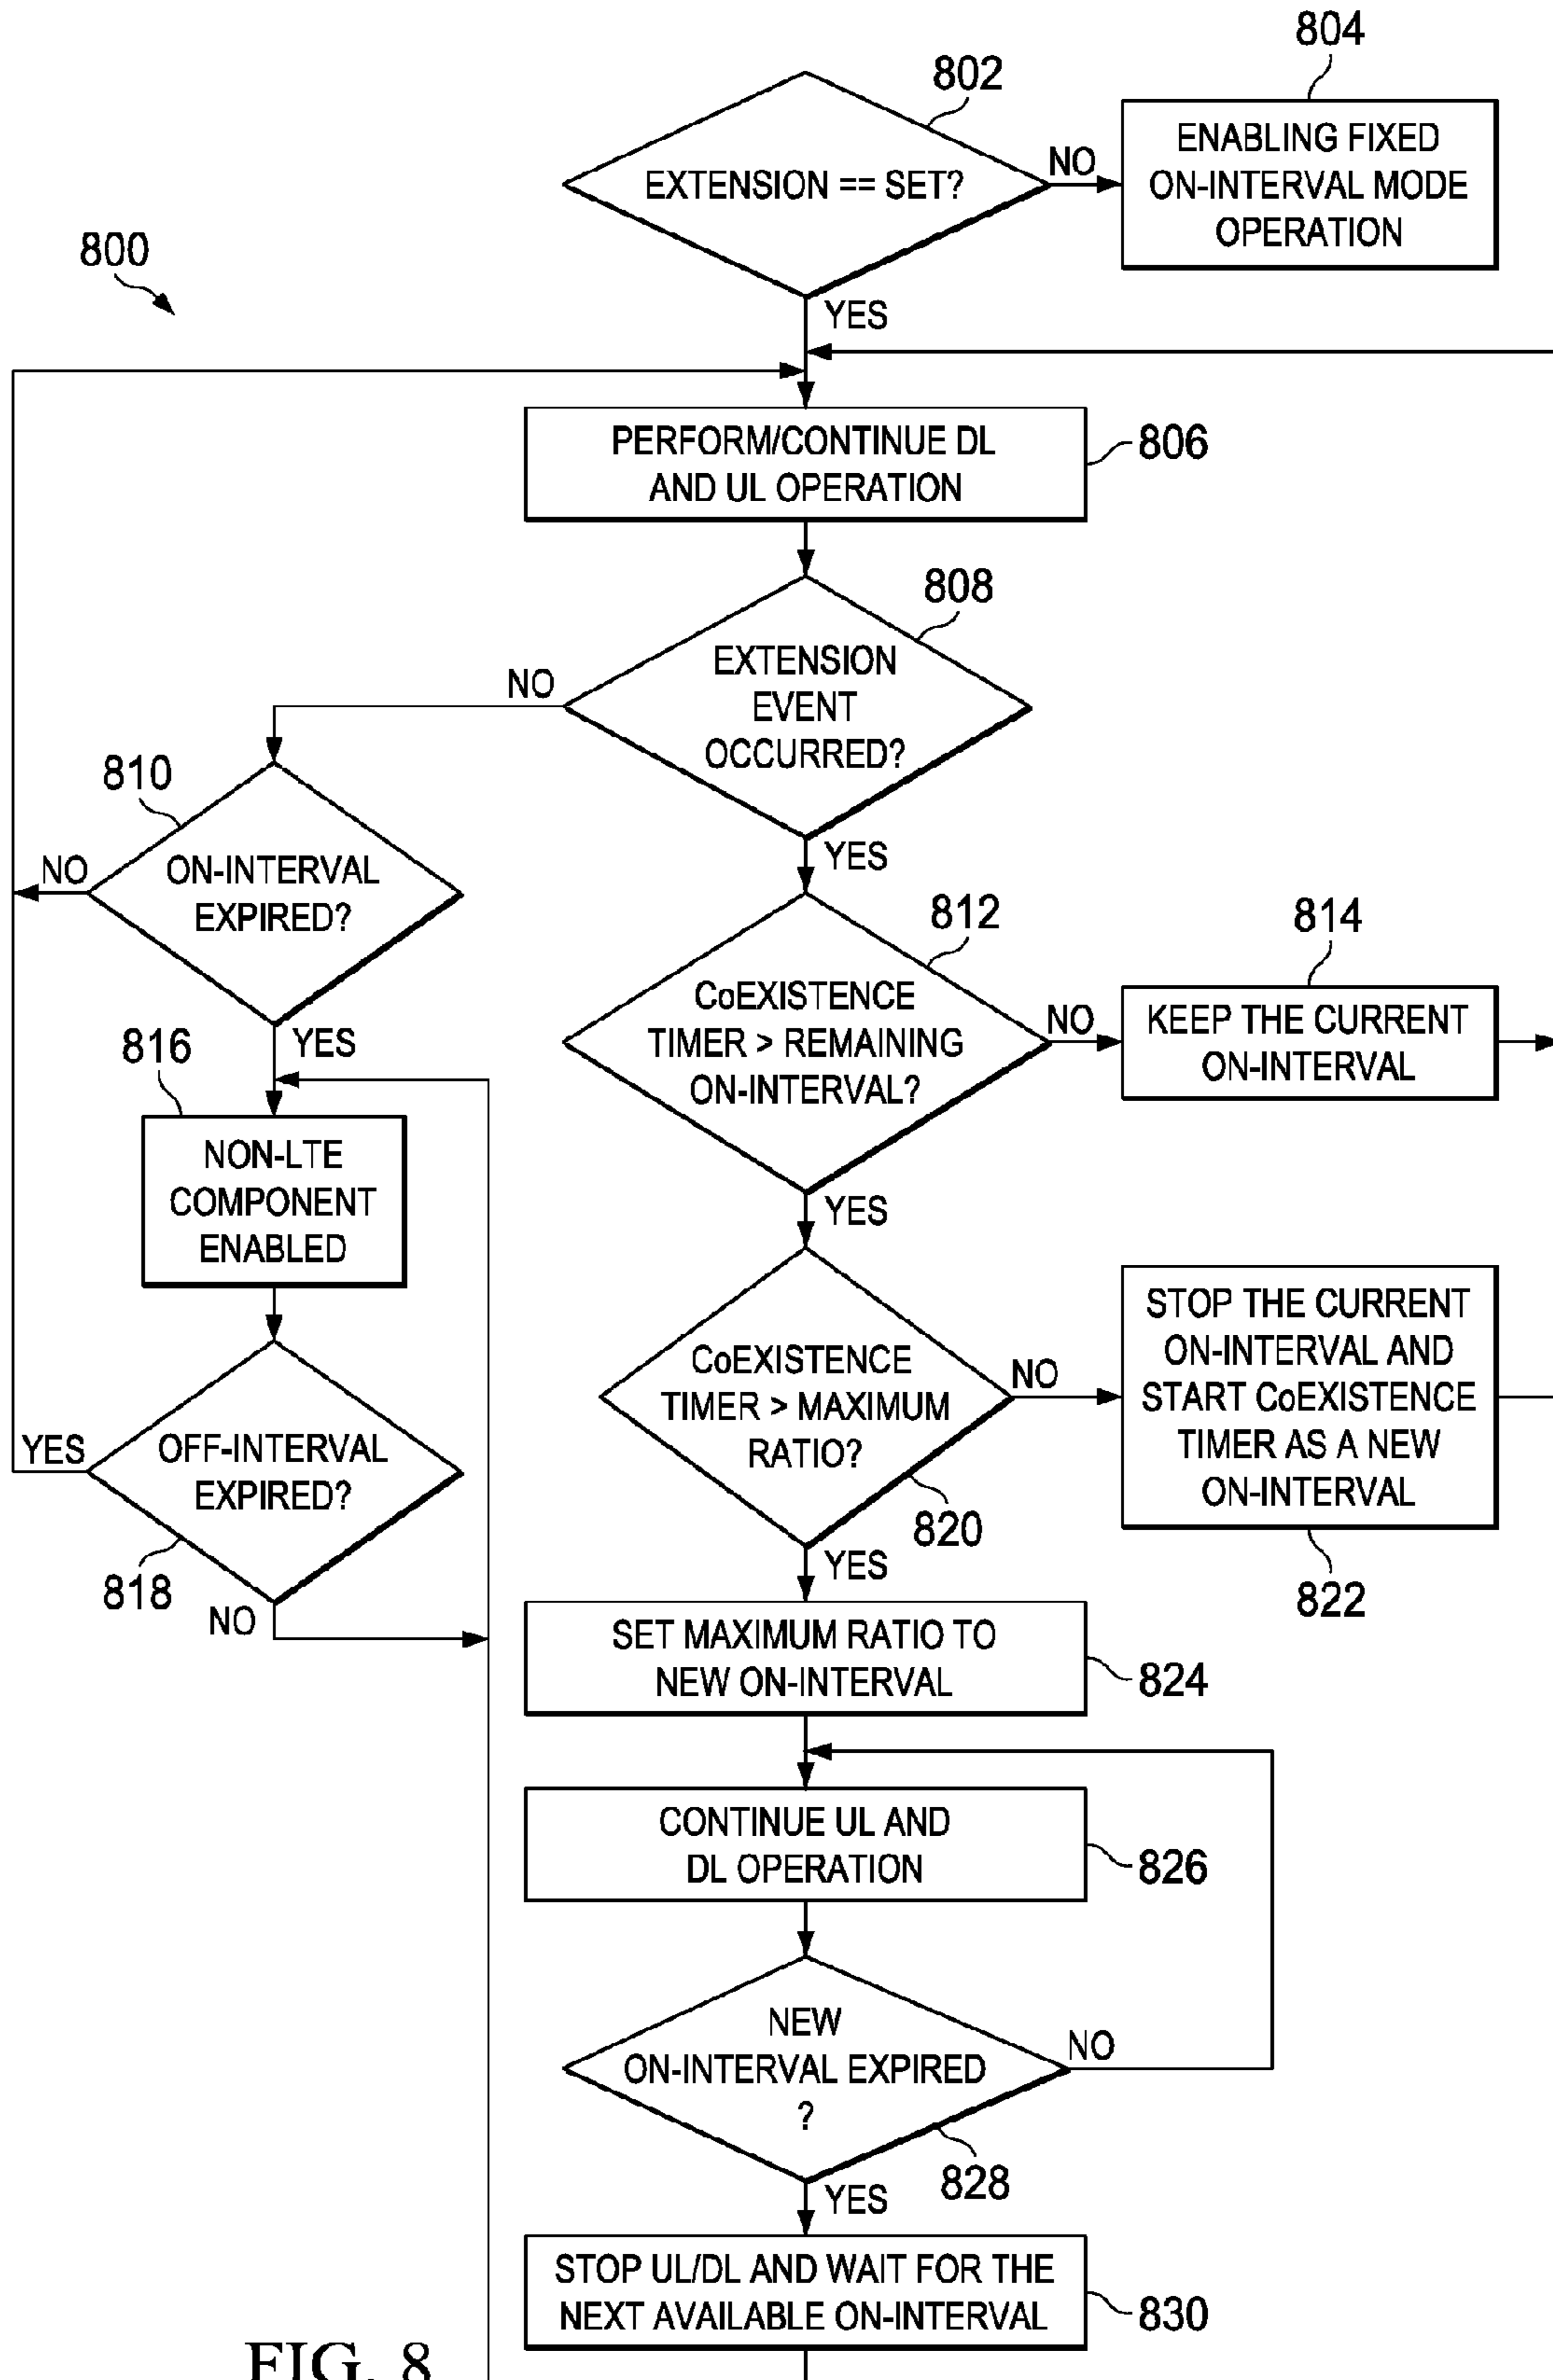 802
804
EXTENSION == SET?
NO
ENABLING FIXED
ON-INTERVAL MODE
OPERATION
800
YES
PERFORM/CONTINUE DL
AND UL OPERATION
806
808
EXTENSION
EVENT
OCCURRED?
NO
YES
810
ON-INTERVAL
EXPIRED?
NO
YES
812
CoEXISTENCE
TIMER > REMAINING
ON-INTERVAL?
NO
YES
814
KEEP THE CURRENT
ON-INTERVAL
816
NON-LTE
COMPONENT
ENABLED
OFF-INTERVAL
EXPIRED?
YES
818
NO
CoEXISTENCE
TIMER > MAXIMUM
RATIO?
NO
820
YES
STOP THE CURRENT
ON-INTERVAL AND
START CoEXISTENCE
TIMER AS A NEW
ON-INTERVAL
822
SET MAXIMUM RATIO TO
NEW ON-INTERVAL
824
CONTINUE UL AND
DL OPERATION
826
NEW
ON-INTERVAL EXPIRED
?
NO
828
YES
STOP UL/DL AND WAIT FOR THE
NEXT AVAILABLE ON-INTERVAL
830
FIG. 8